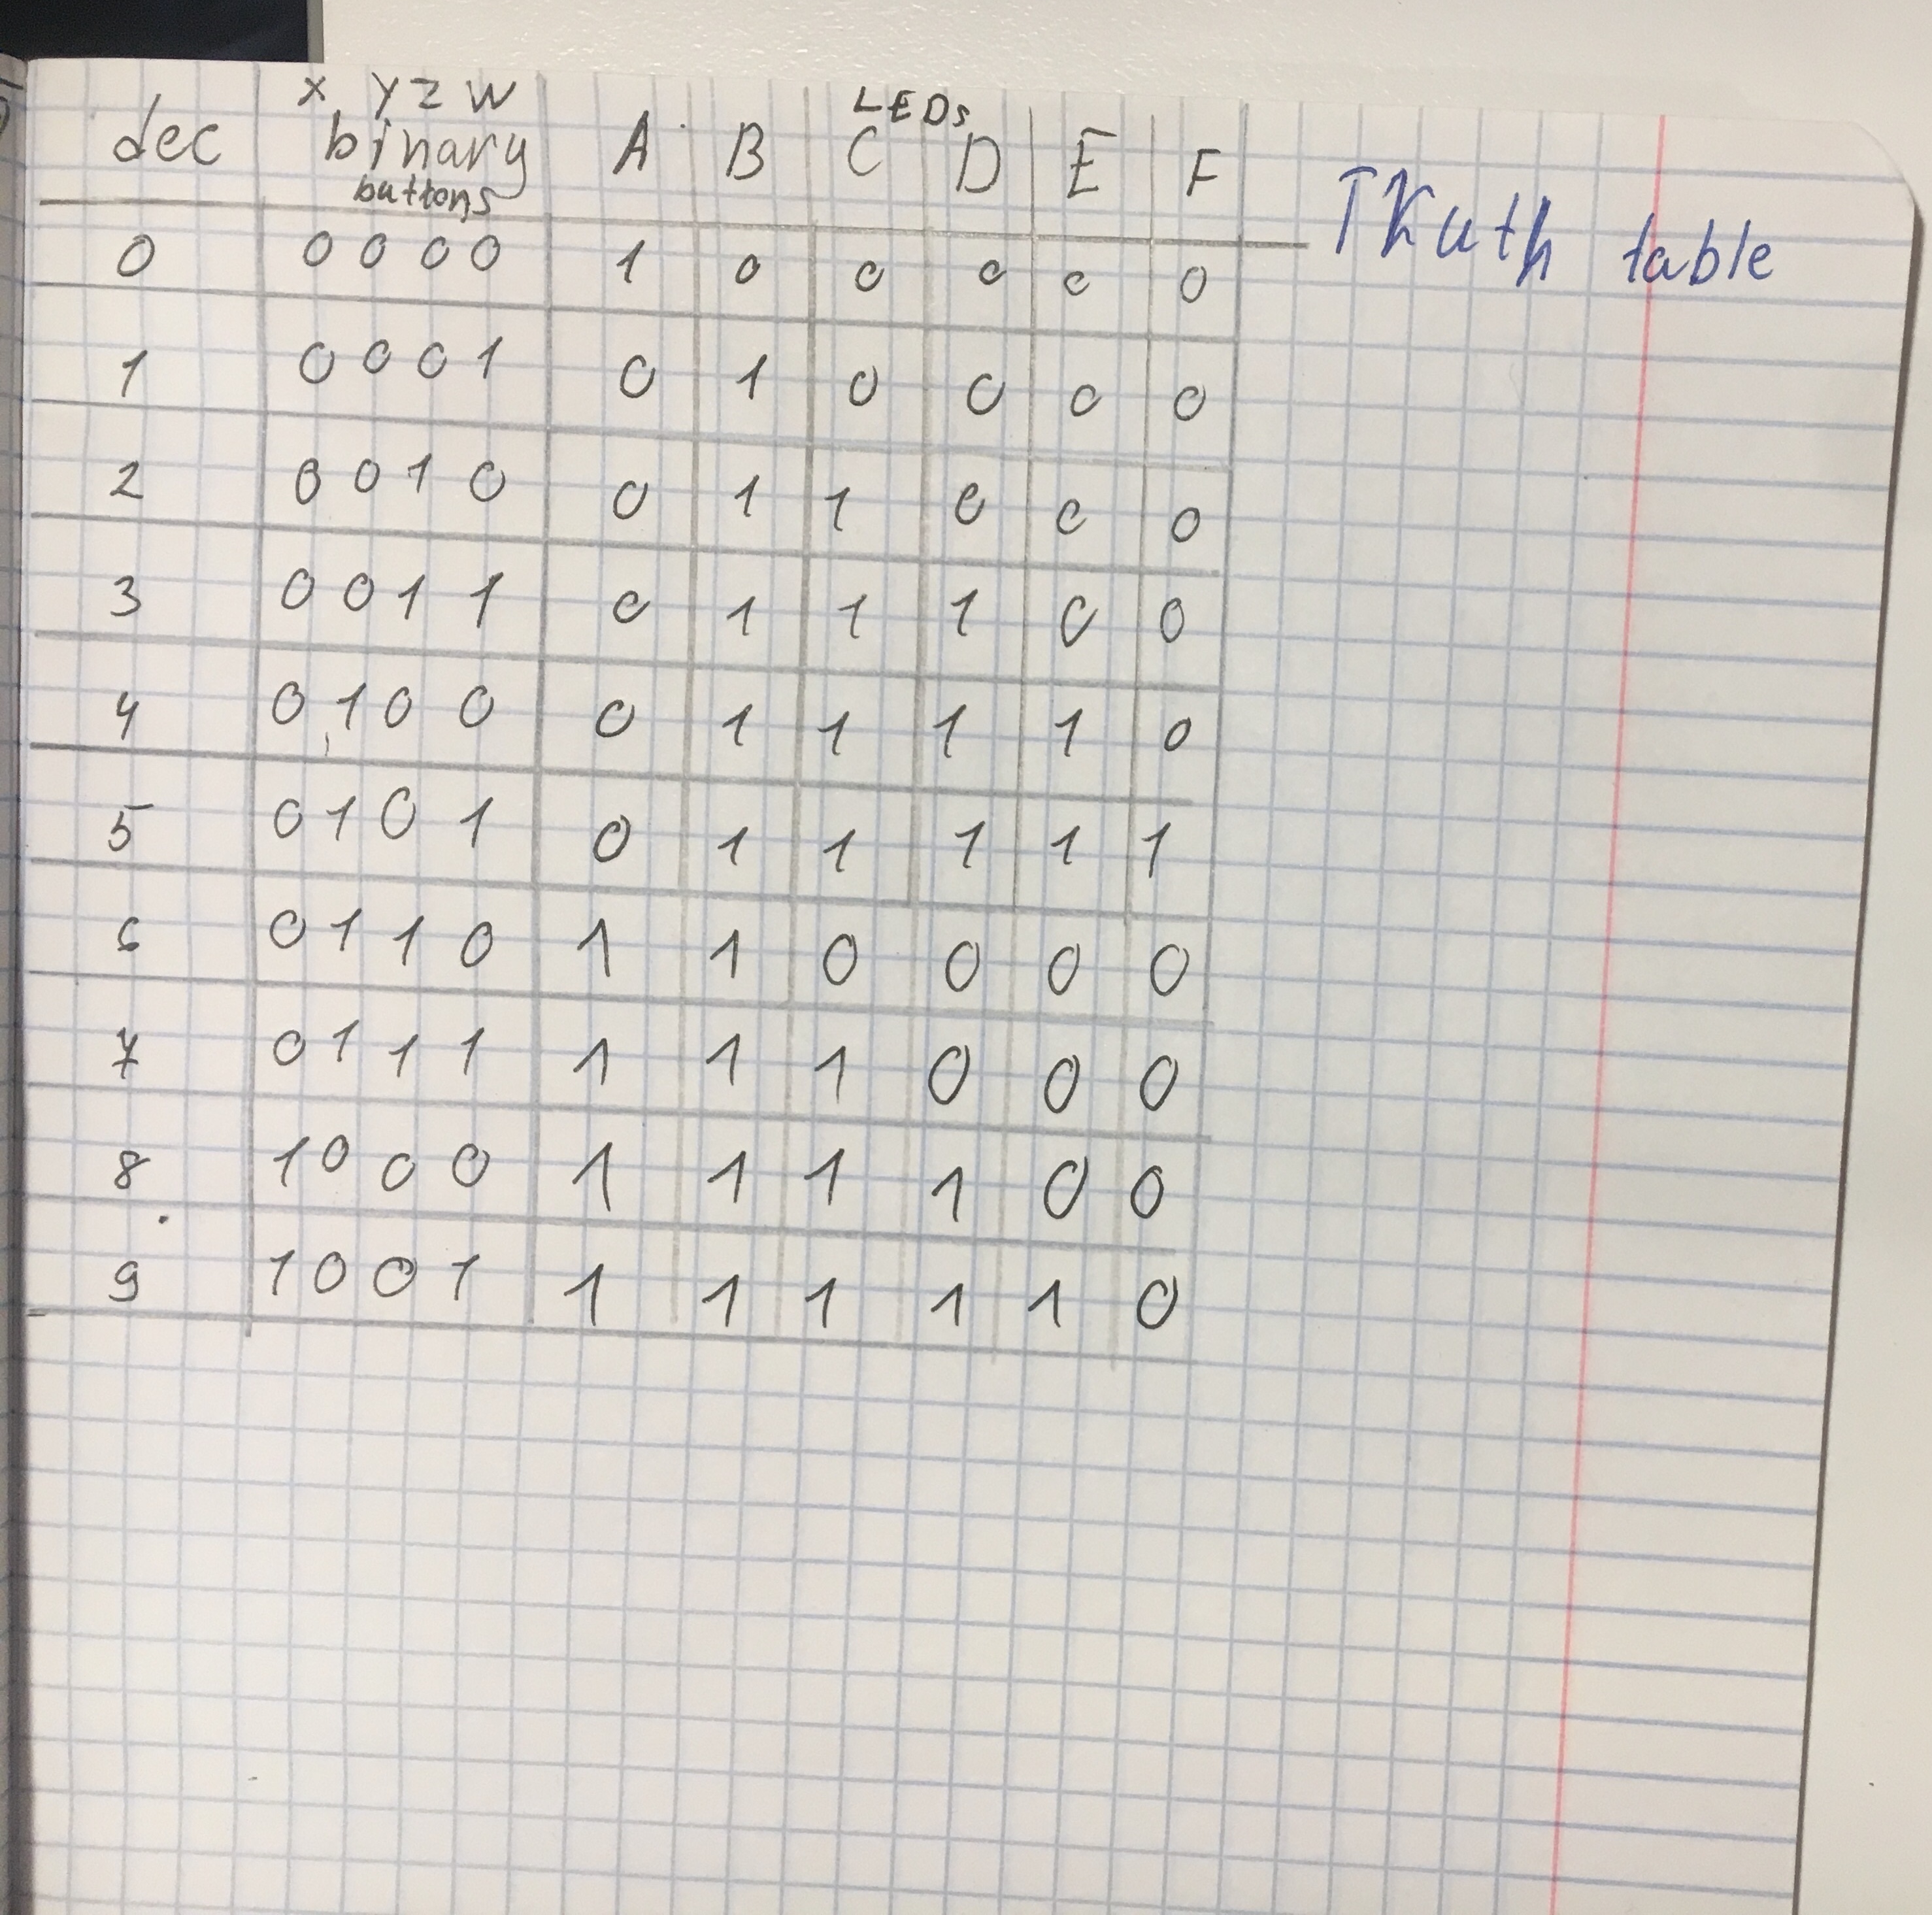 x y z w LEDs
dec binary A B C D E F
buttons
TRuth table
0 0 0 0 0 1 0 0 0 0 0
1 0 0 0 1 0 1 0 0 0 0
2 0 0 1 0 0 1 1 0 0 0
3 0 0 1 1 0 1 1 1 0 0
4 0 1 0 0 0 1 1 1 1 0
5 0 1 0 1 0 1 1 1 1 1
6 0 1 1 0 1 1 0 0 0 0
7 0 1 1 1 1 1 1 0 0 0
8 1 0 0 0 1 1 1 1 0 0
9 1 0 0 1 1 1 1 1 1 0